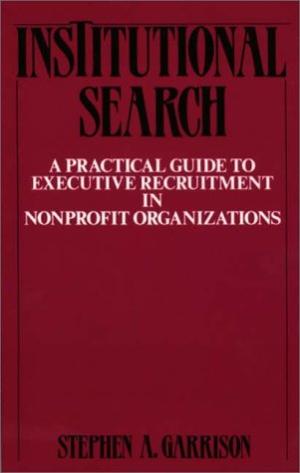 INSTITUTIONAL
SEARCH
A PRACTICAL GUIDE TO
EXECUTIVE RECRUITMENT
IN
NONPROFIT ORGANIZATIONS
STEPHEN A. GARRISON